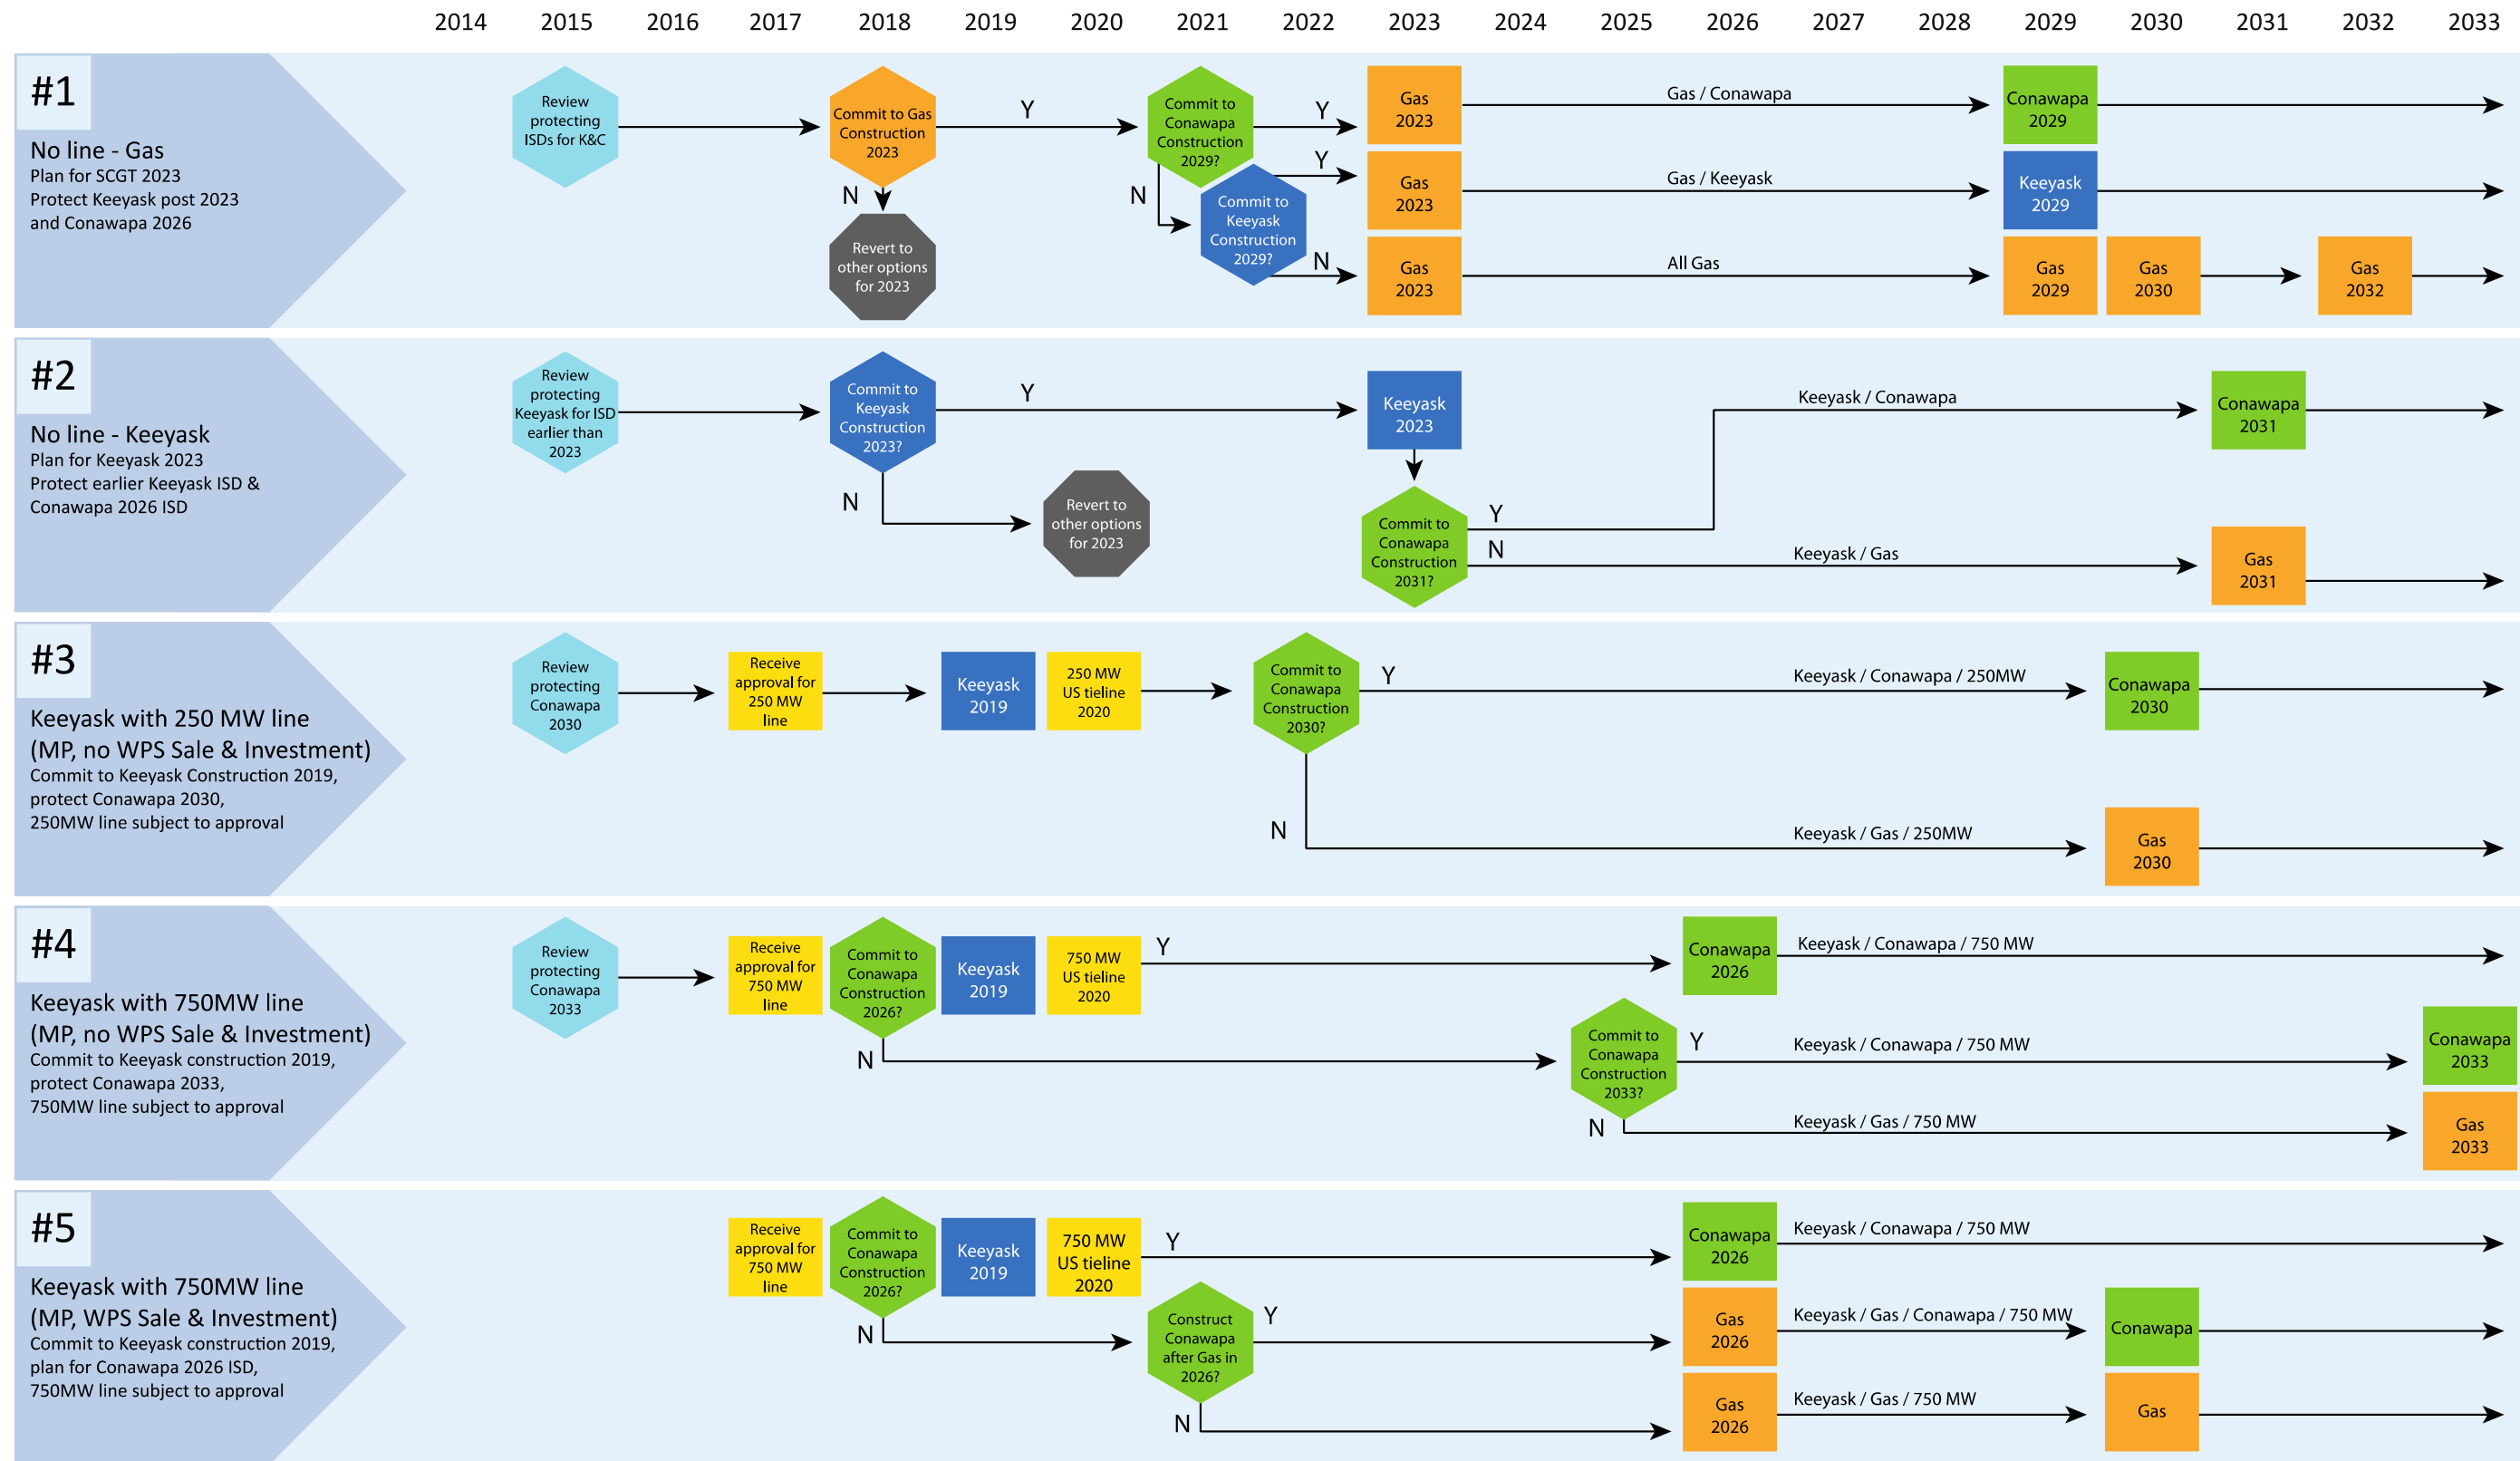 2014 2015 2016 2017 2018 2019 2020 2021 2022 2023 2024 2025 2026 2027 2028 2029 2030 2031 2032 2033
#1
No line - Gas
Plan for SCGT 2023
Protect Keeyask post 2023
and Conawapa 2026
Review
protecting
ISDs for K&C
Commit to Gas
Construction
2023
Y
N
Revert to
other options
for 2023
Commit to
Conawapa
Construction
2029?
Y
N
Commit to
Keeyask
Construction
2029?
Y
N
Gas
2023
Gas / Conawapa
Conawapa
2029
Gas
2023
Gas / Keeyask
Keeyask
2029
Gas
2023
All Gas
Gas
2029
Gas
2030
Gas
2032
#2
No line - Keeyask
Plan for Keeyask 2023
Protect earlier Keeyask ISD &
Conawapa 2026 ISD
Review
protecting
Keeyask for ISD
earlier than
2023
Commit to
Keeyask
Construction
2023?
Y
N
Revert to
other options
for 2023
Keeyask
2023
Commit to
Conawapa
Construction
2031?
Y
N
Keeyask / Conawapa
Conawapa
2031
Keeyask / Gas
Gas
2031
#3
Keeyask with 250 MW line
(MP, no WPS Sale & Investment)
Commit to Keeyask Construction 2019,
protect Conawapa 2030,
250MW line subject to approval
Review
protecting
Conawapa
2030
Receive
approval for
250 MW
line
Keeyask
2019
250 MW
US tieline
2020
Commit to
Conawapa
Construction
2030?
Y
N
Keeyask / Conawapa / 250MW
Conawapa
2030
Keeyask / Gas / 250MW
Gas
2030
#4
Keeyask with 750MW line
(MP, no WPS Sale & Investment)
Commit to Keeyask construction 2019,
protect Conawapa 2033,
750MW line subject to approval
Review
protecting
Conawapa
2033
Receive
approval for
750 MW
line
Commit to
Conawapa
Construction
2026?
Keeyask
2019
750 MW
US tieline
2020
Y
N
Conawapa
2026
Keeyask / Conawapa / 750 MW
Commit to
Conawapa
Construction
2033?
Y
N
Keeyask / Conawapa / 750 MW
Conawapa
2033
Keeyask / Gas / 750 MW
Gas
2033
#5
Keeyask with 750MW line
(MP, WPS Sale & Investment)
Commit to Keeyask construction 2019,
plan for Conawapa 2026 ISD,
750MW line subject to approval
Receive
approval for
750 MW
line
Commit to
Conawapa
Construction
2026?
Keeyask
2019
750 MW
US tieline
2020
Y
N
Conawapa
2026
Keeyask / Conawapa / 750 MW
Construct
Conawapa
after Gas in
2026?
Y
N
Gas
2026
Keeyask / Gas / Conawapa / 750 MW
Conawapa
Gas
2026
Keeyask / Gas / 750 MW
Gas